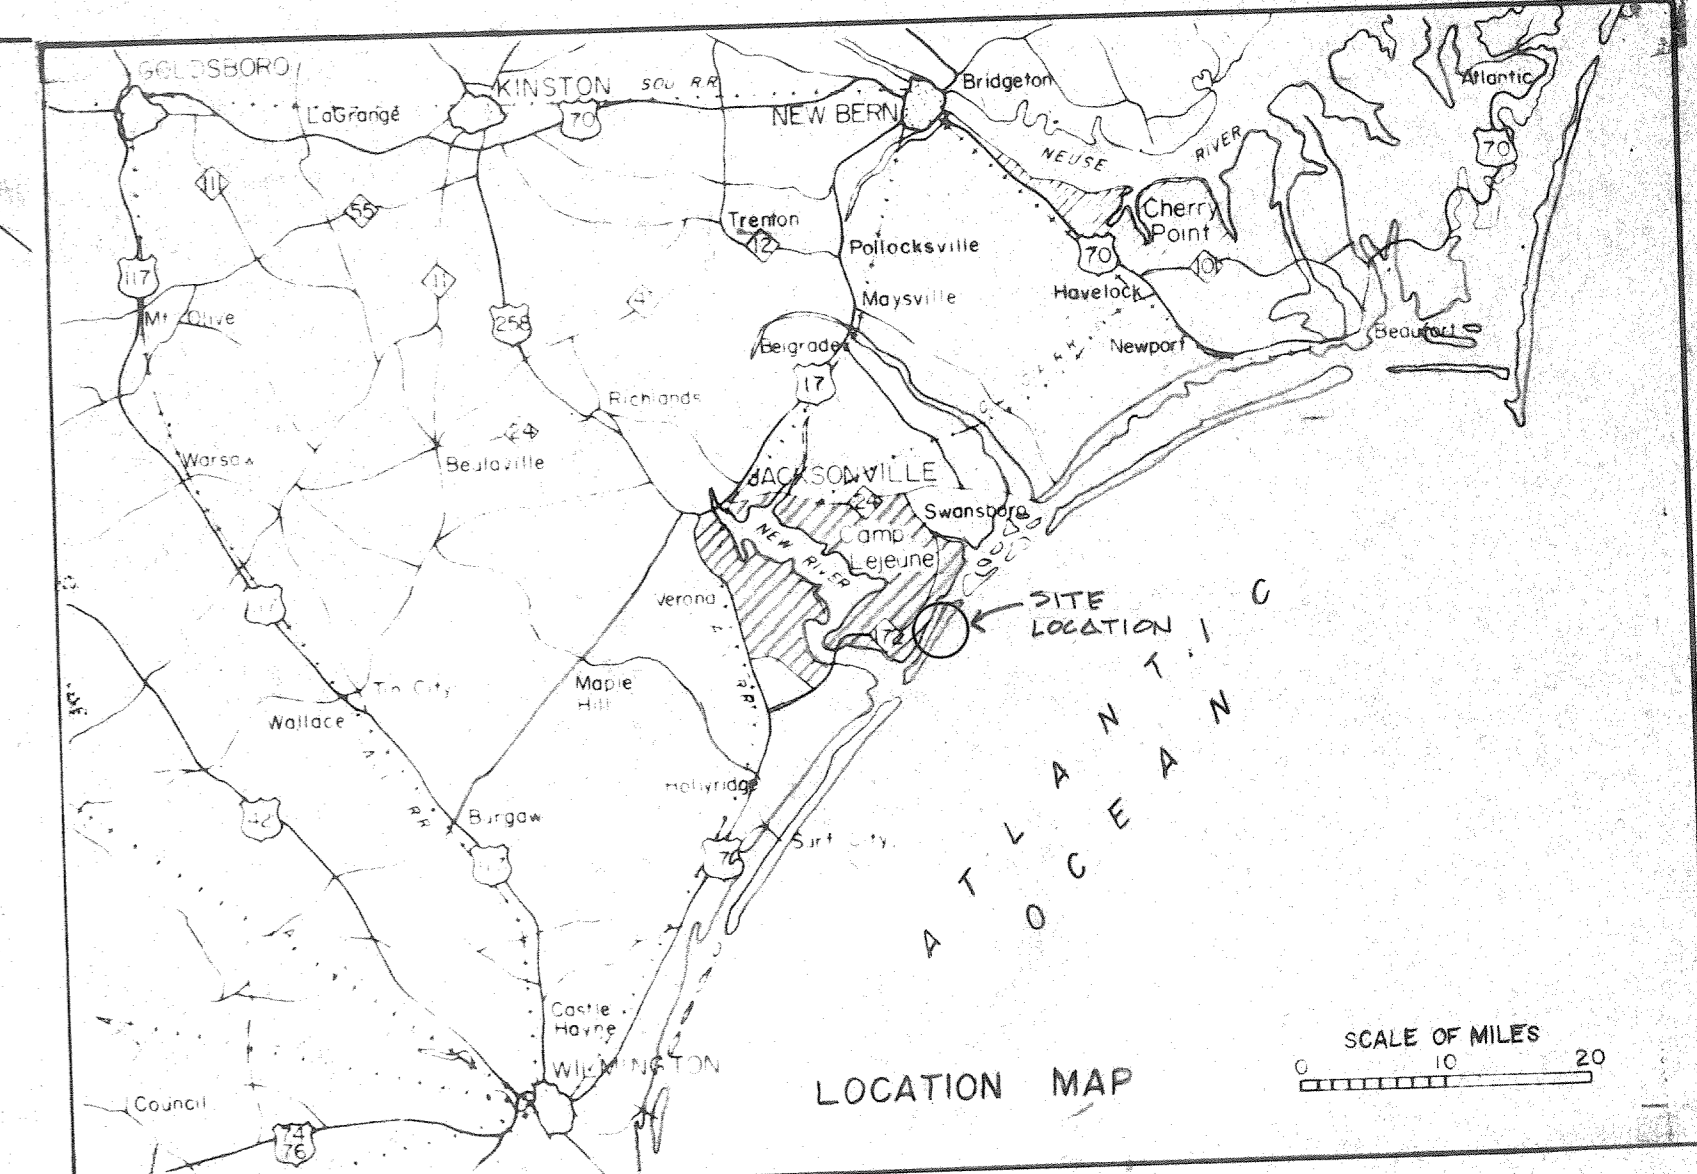 GOLDSBORO
KINSTON
SOU R.R.
Bridgeton
Atlantic
LaGrange
70
NEW BERN
NEUSE
RIVER
70
11
55
Trenton
12
Cherry
Point
117
Pollocksville
70
101
11
Maysville
Havelock
Mt. Olive
258
41
Belgrade
Newport
Beaufort
17
Richlands
24
Warsaw
Beulaville
JACKSONVILLE
24
Swansboro
NEW RIVER
Camp
Lejeune
Verona
172
SITE
LOCATION
Maple
Hill
RR
Tin City
Wallace
Hollyridge
Burgaw
Surf City
RR
ATLANTIC
OCEAN
Castle
Hayne
WILMINGTON
Council
74
76
LOCATION MAP
SCALE OF MILES
0 10 20